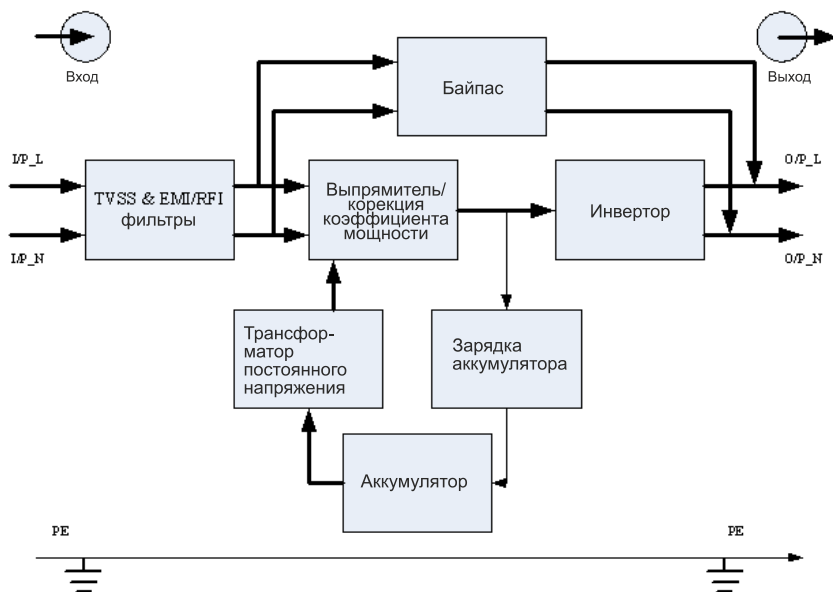 Вход
Выход
Байпас
I/P_L
O/P_L
TVSS & EMI/RFI
фильтры
Выпрямитель/
корекция
коэффициента
мощности
Инвертор
I/P_N
O/P_N
Трансфор-
матор
постоянного
напряжения
Зарядка
аккумулятора
Аккумулятор
PE
PE